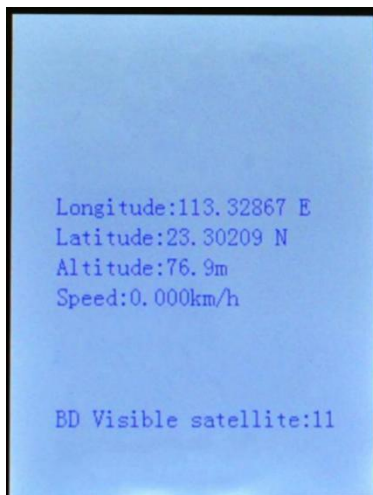 Longitude:113.32867 E
Latitude:23.30209 N
Altitude:76.9m
Speed:0.000km/h
BD Visible satellite:11